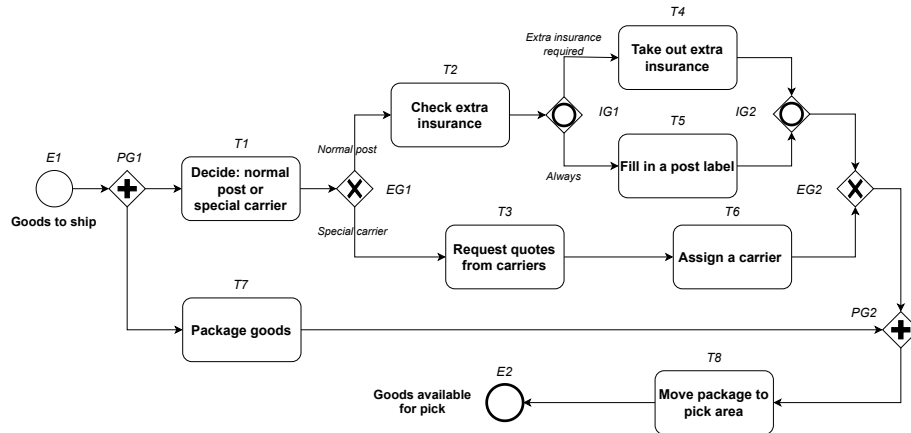 T4
Extra insurance
required
Take out extra
insurance
T2
Check extra
insurance
IG1
IG2
T5
Normal post
Fill in a post label
Always
E1
PG1
T1
Decide: normal
post or
special carrier
EG1
EG2
Goods to ship
Special carrier
T3
Request quotes
from carriers
T6
Assign a carrier
T7
Package goods
PG2
T8
Move package to
pick area
E2
Goods available
for pick